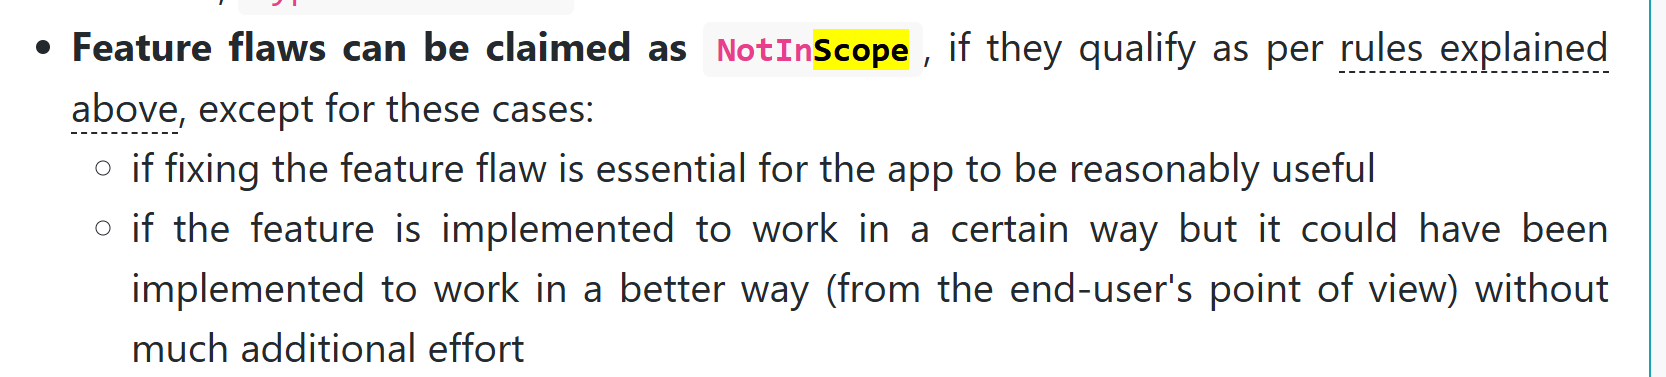 Feature flaws can be claimed as NotInScope, if they qualify as per rules explained
above, except for these cases:
if fixing the feature flaw is essential for the app to be reasonably useful
if the feature is implemented to work in a certain way but it could have been
implemented to work in a better way (from the end-user's point of view) without
much additional effort